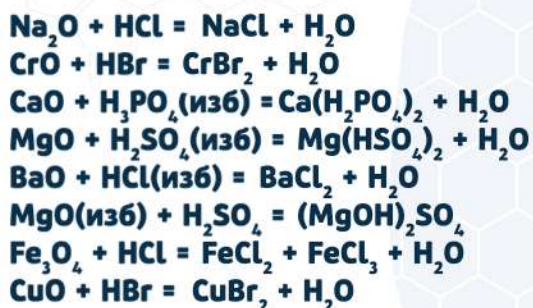 Na₂O + HCl = NaCl + H₂O
CrO + HBr = CrBr₂ + H₂O
CaO + H₃PO₄(изб) = Ca(H₂PO₄)₂ + H₂O
MgO + H₂SO₄(изб) = Mg(HSO₄)₂ + H₂O
BaO + HCl(изб) = BaCl₂ + H₂O
MgO(изб) + H₂SO₄ = (MgOH)₂SO₄
Fe₃O₄ + HCl = FeCl₂ + FeCl₃ + H₂O
CuO + HBr = CuBr₂ + H₂O